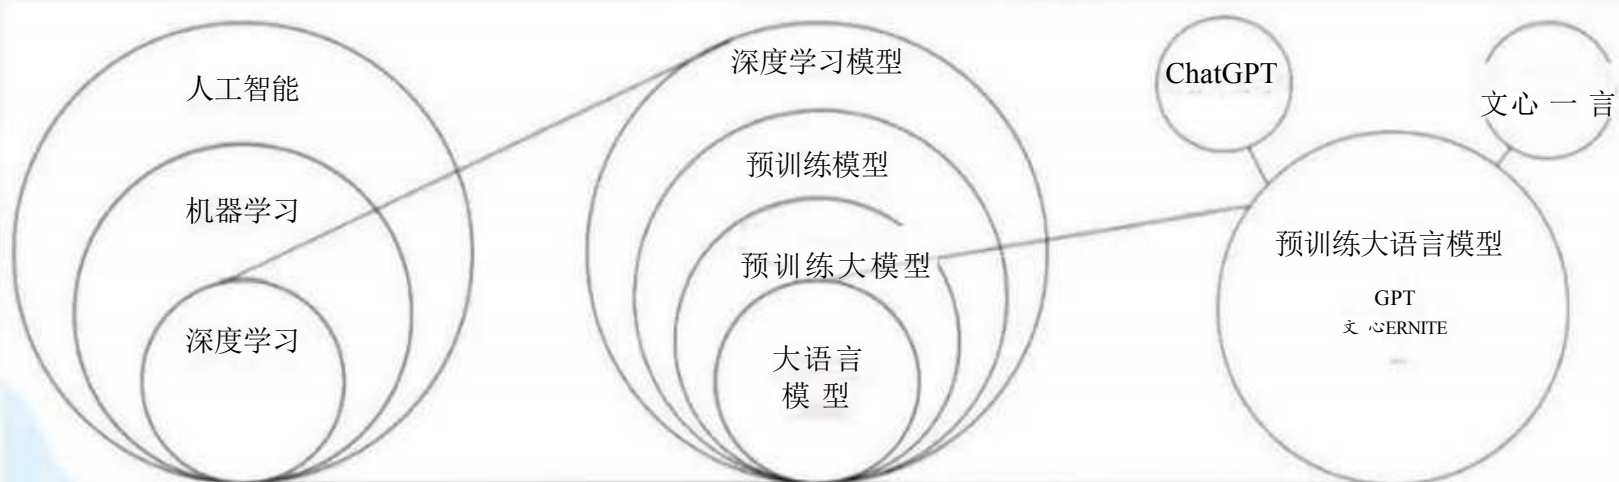 人工智能
机器学习
深度学习
深度学习模型
预训练模型
预训练大模型
大语言
模 型
ChatGPT
文心 一 言
预训练大语言模型
GPT
文 心ERNITE